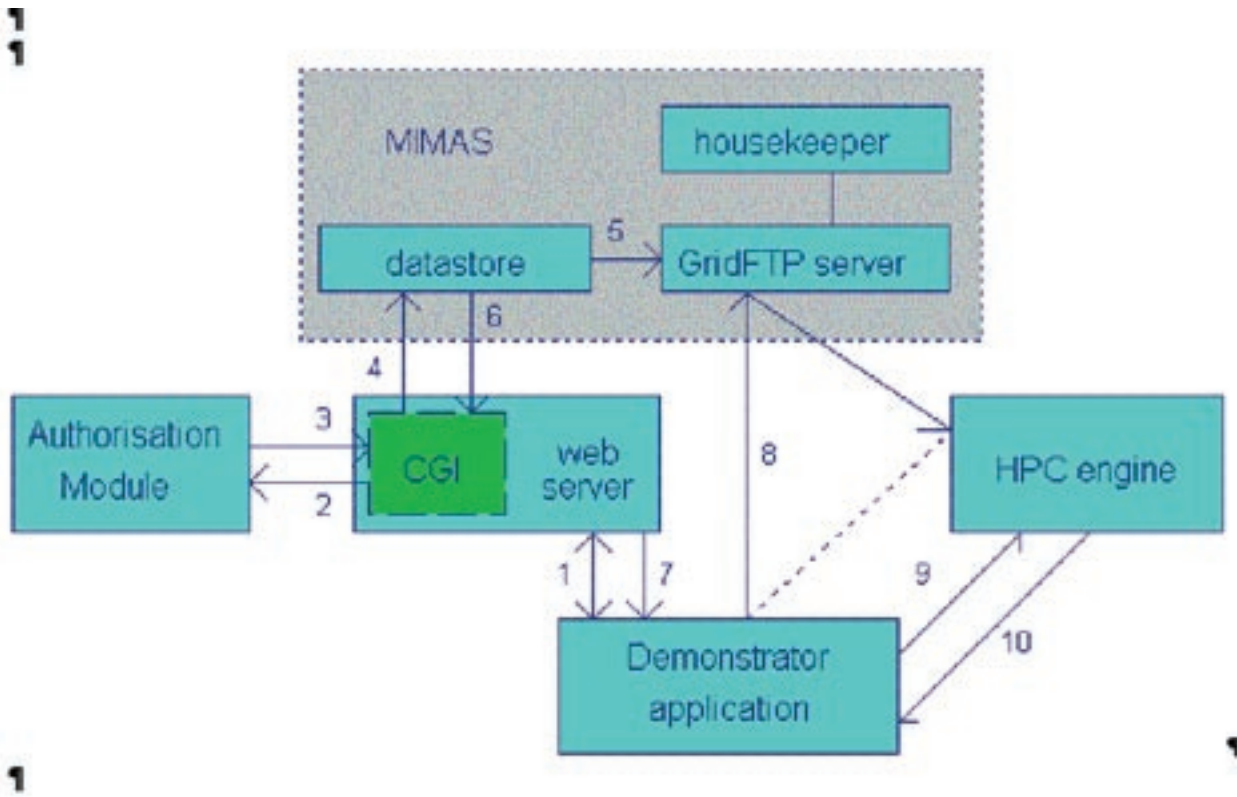 ¶
¶
MIMAS
housekeeper
5
datastore
GridFTP server
6
4
Authorisation
Module
3
2
CGI
web
server
8
HPC engine
1
7
9
10
Demonstrator
application
¶
¶